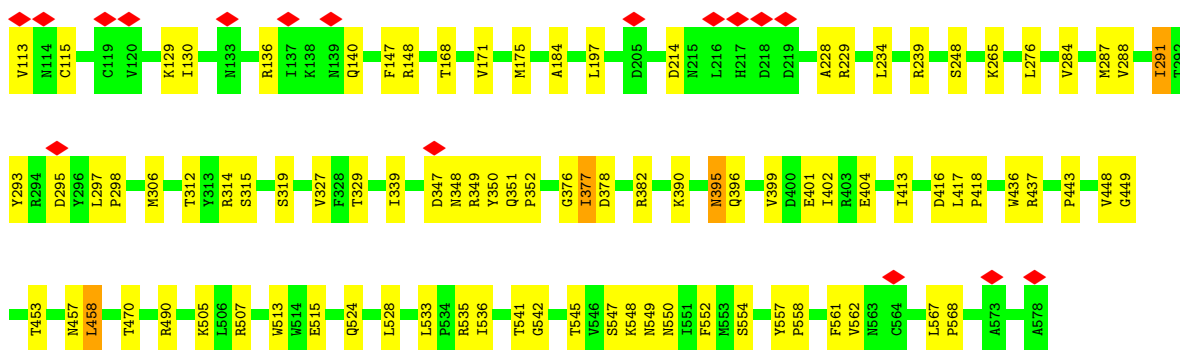 V113 N114 C115 C119 V120 K129 I130 N133 R136 I137 K138 N139 Q140 F147 R148 T168 V171 M175 A184 L197 D205 D214 N215 L216 H217 D218 D219 A228 R229 L234 R239 S248 K265 L276 V284 M287 V288 I291 T292
Y293 R294 D295 Y296 L297 P298 M306 T312 Y313 R314 S315 S319 V327 F328 T329 I339 D347 N348 R349 Y350 Q351 P352 G376 I377 D378 R382 K390 N395 Q396 V399 D400 E401 I402 R403 E404 I413 D416 L417 P418 W436 R437 P443 V448 G449
T453 N457 L458 T470 R490 K505 L506 R507 W513 W514 E515 Q524 L528 L533 P534 R535 I536 T541 G542 T545 V546 S547 K548 N549 N550 I551 F552 M553 S554 Y557 P558 F561 V562 N563 C564 L567 P568 A573 A578